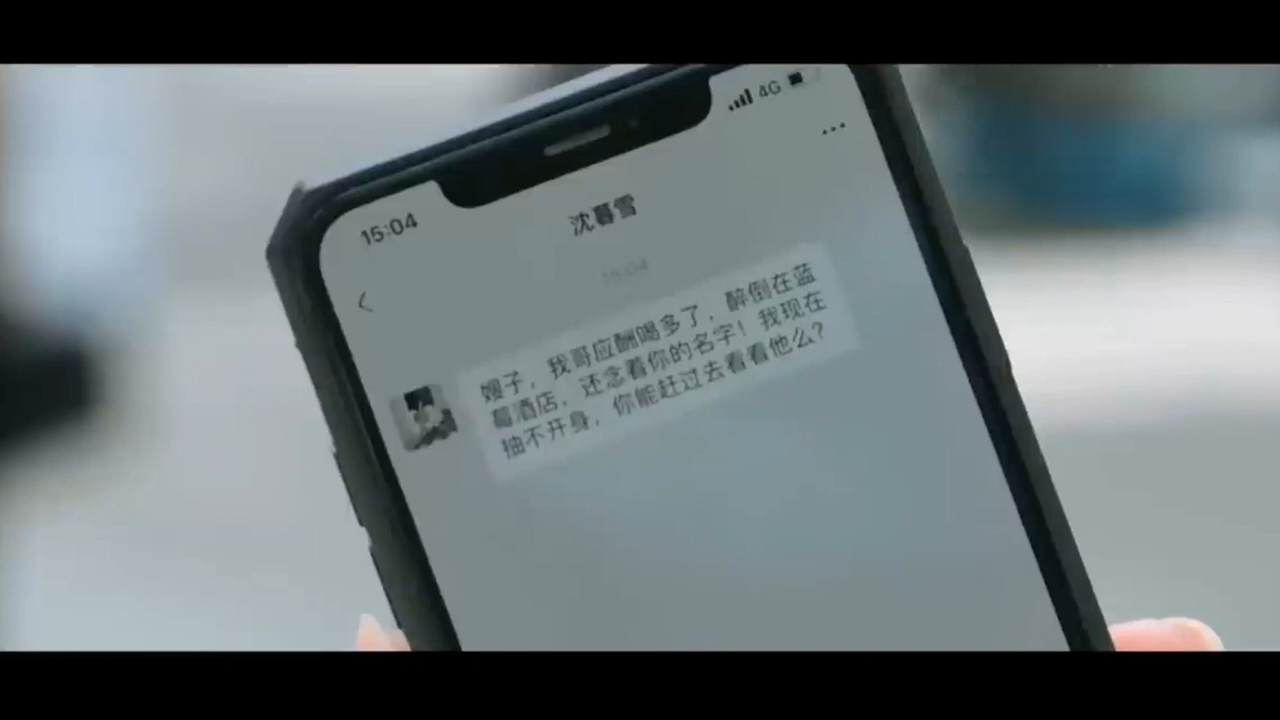 15:04
4G
沈暮雪
15:04
嫂子，我哥应酬喝多了，醉倒在蓝
莓酒店，还念着你的名字！我现在
抽不开身，你能赶过去看看他么？